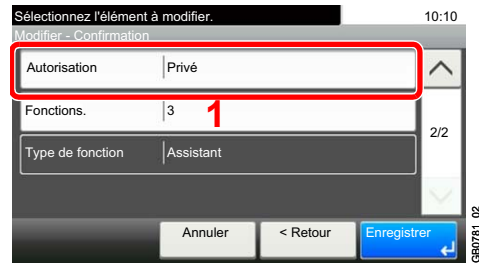 Sélectionnez l'élément à modifier. 10:10
Modifier - Confirmation
Autorisation Privé
Fonctions. 3 1
2/2
Type de fonction Assistant
Annuler < Retour Enregistrer
GB0781_02